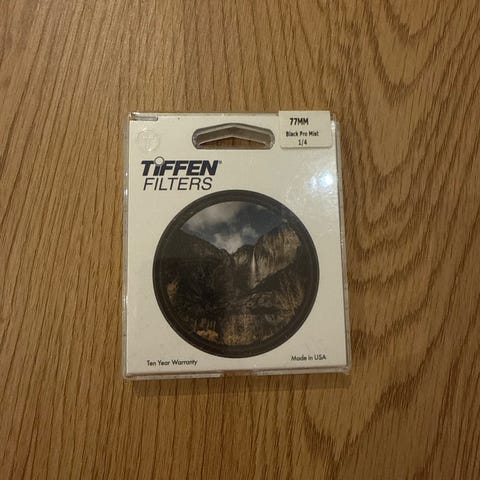 77MM
Black Pro Mist
1/4
TIFFEN®
FILTERS
Ten Year Warranty
Made in USA